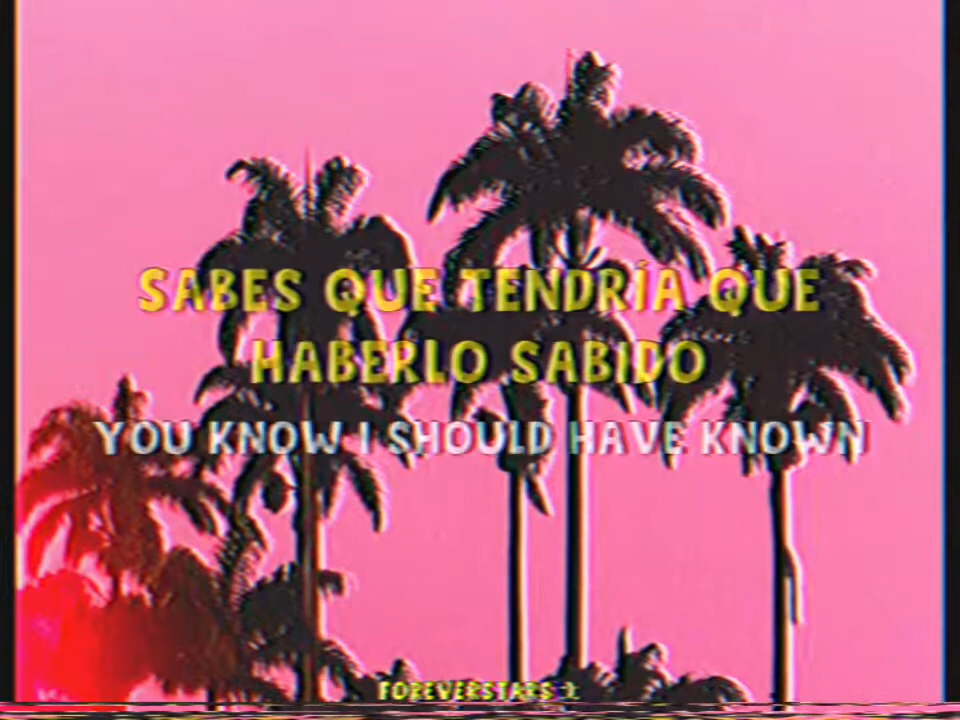 SABES QUE TENDRÍA QUE
HABERLO SABIDO
YOU KNOW I SHOULD HAVE KNOWN
FOREVERSTARS